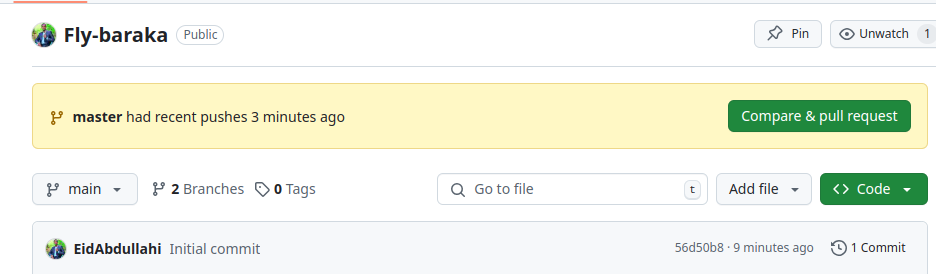 Fly-baraka Public Pin Unwatch 1
master had recent pushes 3 minutes ago Compare & pull request
main 2 Branches 0 Tags Go to file t Add file Code
EidAbdullahi Initial commit 56d50b8 · 9 minutes ago 1 Commit